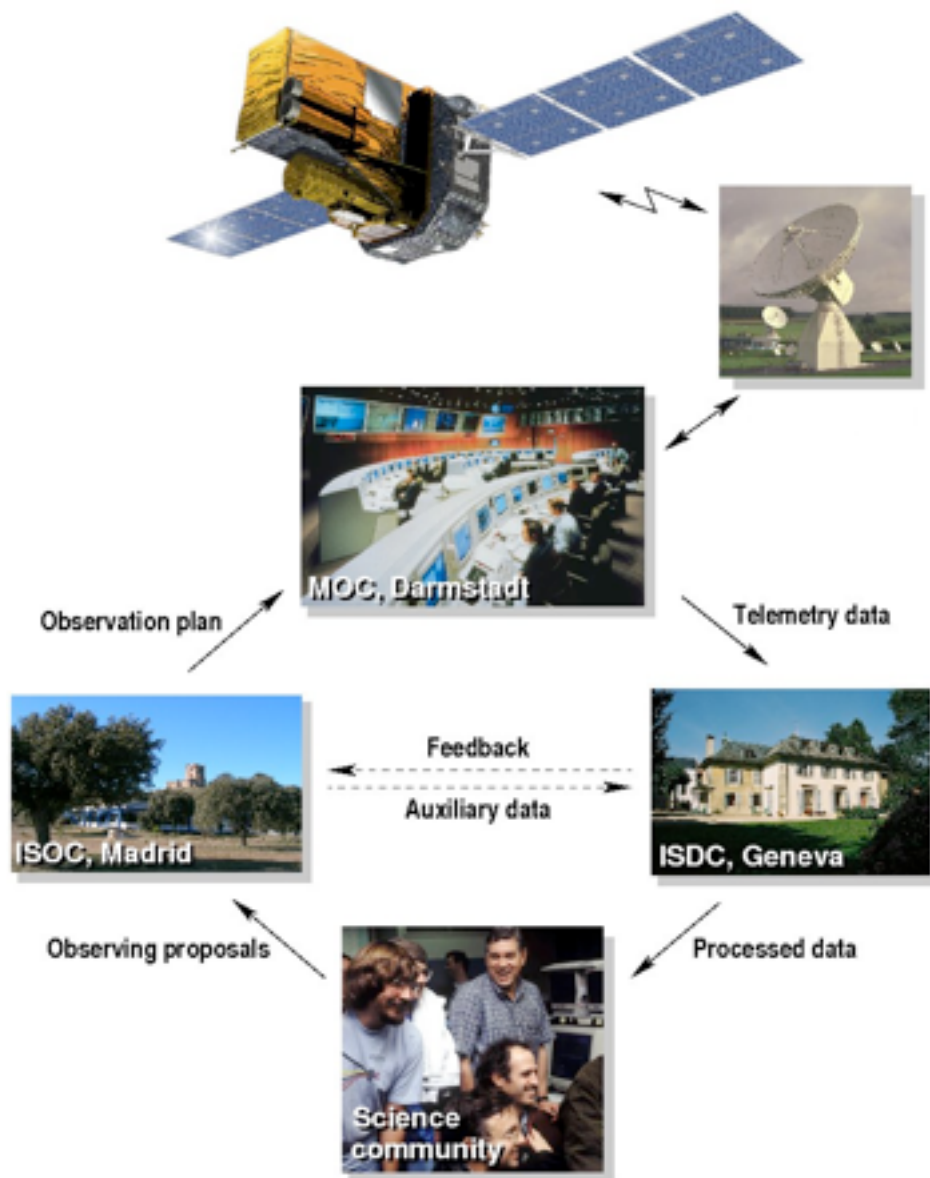 MOC, Darmstadt
Observation plan
Telemetry data
Feedback
Auxiliary data
ISOC, Madrid
ISDC, Geneva
Observing proposals
Processed data
Science
community